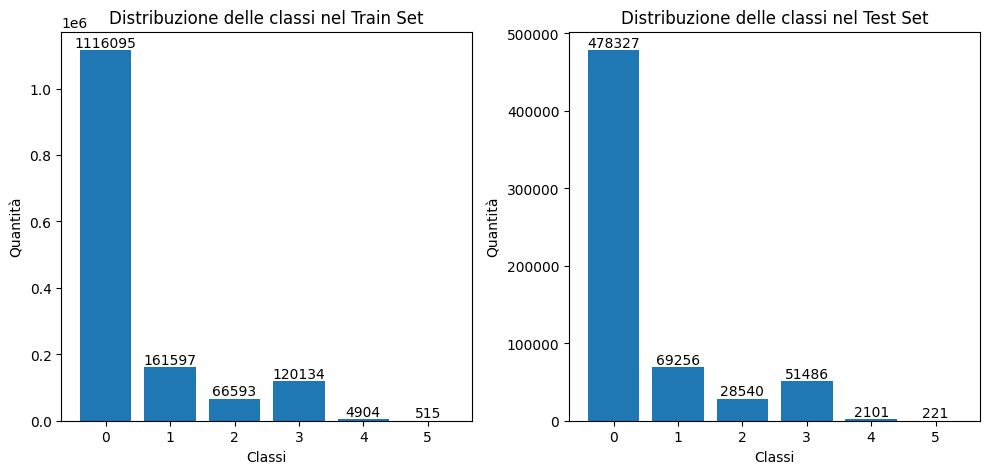 Distribuzione delle classi nel Train Set
1e6
1116095
161597
66593
120134
4904
515
1.0
0.8
0.6
0.4
0.2
0.0
Quantità
0 1 2 3 4 5
Classi
Distribuzione delle classi nel Test Set
478327
69256
28540
51486
2101
221
500000
400000
300000
200000
100000
0
Quantità
0 1 2 3 4 5
Classi